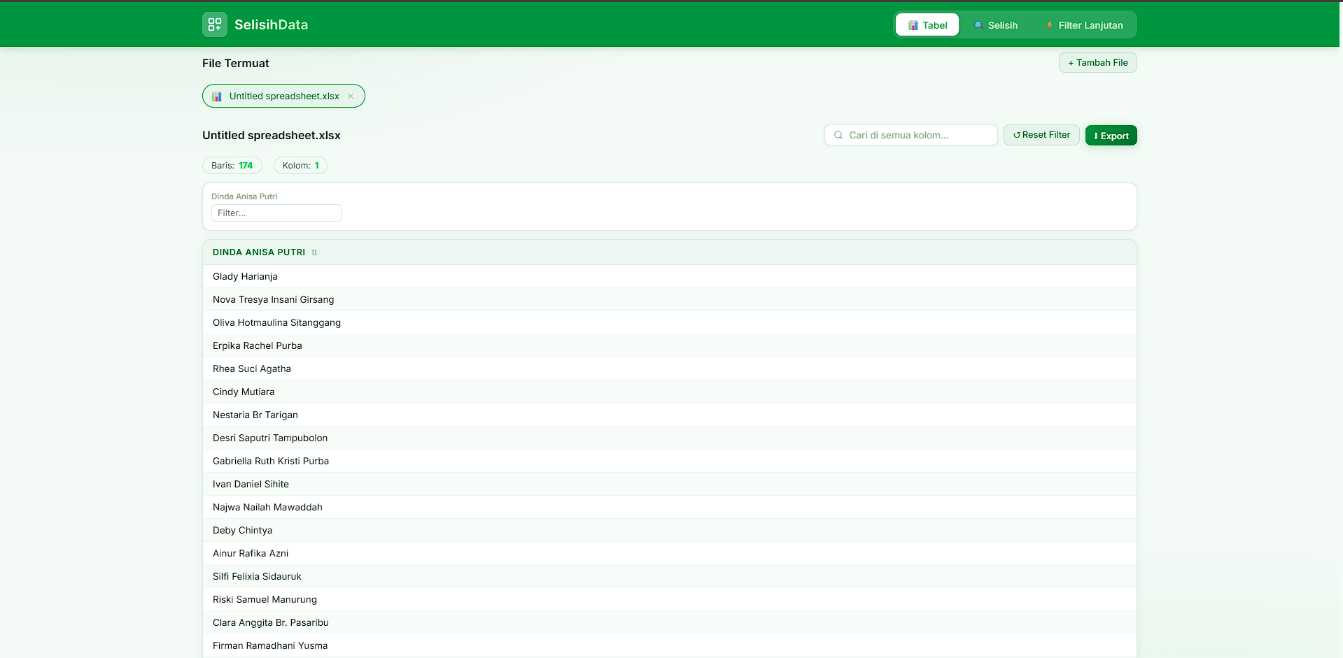 SelisihData
Tabel
Selisih
Filter Lanjutan
File Termuat
+ Tambah File
Untitled spreadsheet.xlsx ×
Untitled spreadsheet.xlsx
Cari di semua kolom...
↺ Reset Filter
⬇ Export
Baris: 174
Kolom: 1
Dinda Anisa Putri
Filter...
DINDA ANISA PUTRI ⇅
Glady Harianja
Nova Tresya Insani Girsang
Oliva Hotmaulina Sitanggang
Erpika Rachel Purba
Rhea Suci Agatha
Cindy Mutiara
Nestaria Br Tarigan
Desri Saputri Tampubolon
Gabriella Ruth Kristi Purba
Ivan Daniel Sihite
Najwa Nailah Mawaddah
Deby Chintya
Ainur Rafika Azni
Silfi Felixia Sidauruk
Riski Samuel Manurung
Clara Anggita Br. Pasaribu
Firman Ramadhani Yusma